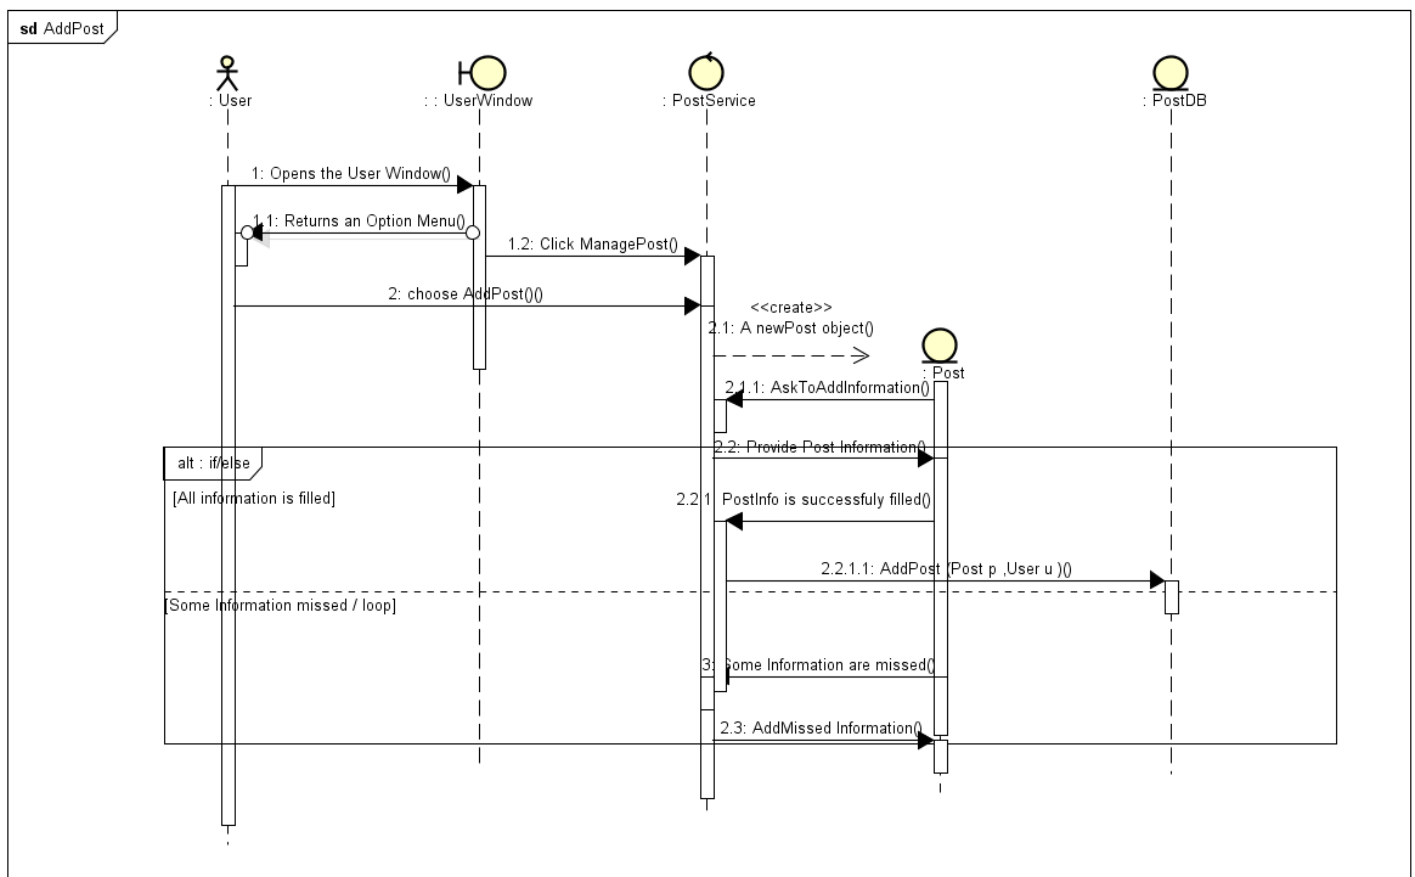 sd AddPost
: User
: : UserWindow
: PostService
: PostDB
1: Opens the User Window()
1.1: Returns an Option Menu()
1.2: Click ManagePost()
2: choose AddPost()()
<<create>>
2.1: A newPost object()
: Post
2.1.1: AskToAddInformation()
2.2: Provide Post Information()
alt : if/else
[All information is filled]
2.2.1: PostInfo is successfuly filled()
2.2.1.1: AddPost (Post p ,User u )()
[Some Information missed / loop]
3: Some Information are missed()
2.3: AddMissed Information()